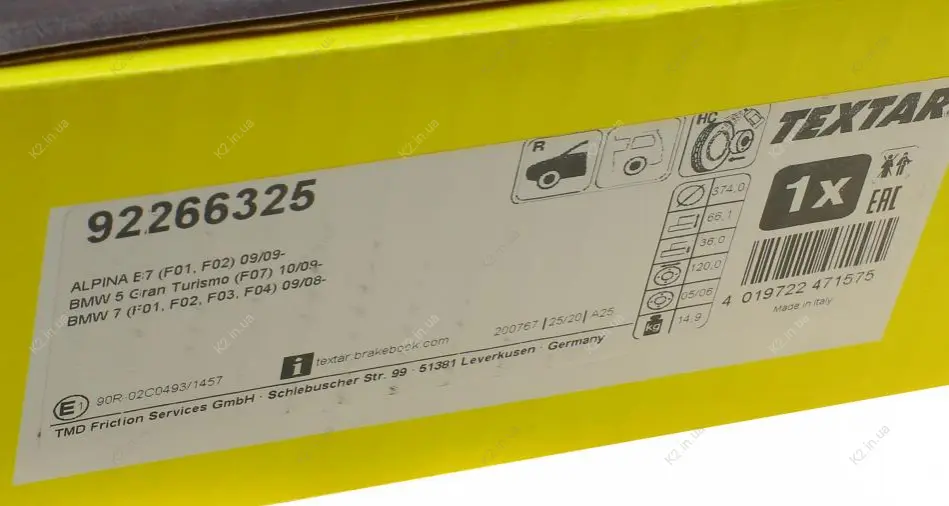 TEXTAR
R
HC
1x
EAC
92266325
374,0
66,1
36,0
120,0
05/06
14,9
kg
ALPINA B7 (F01, F02) 09/09-
BMW 5 Gran Turismo (F07) 10/09-
BMW 7 (F01, F02, F03, F04) 09/08-
4 019722 471575
Made in Italy
200767 | 25/20 | A25
i textar.brakebook.com
E1 90R-02C0493/1457
TMD Friction Services GmbH · Schlebuscher Str. 99 · 51381 Leverkusen · Germany
K2.in.ua